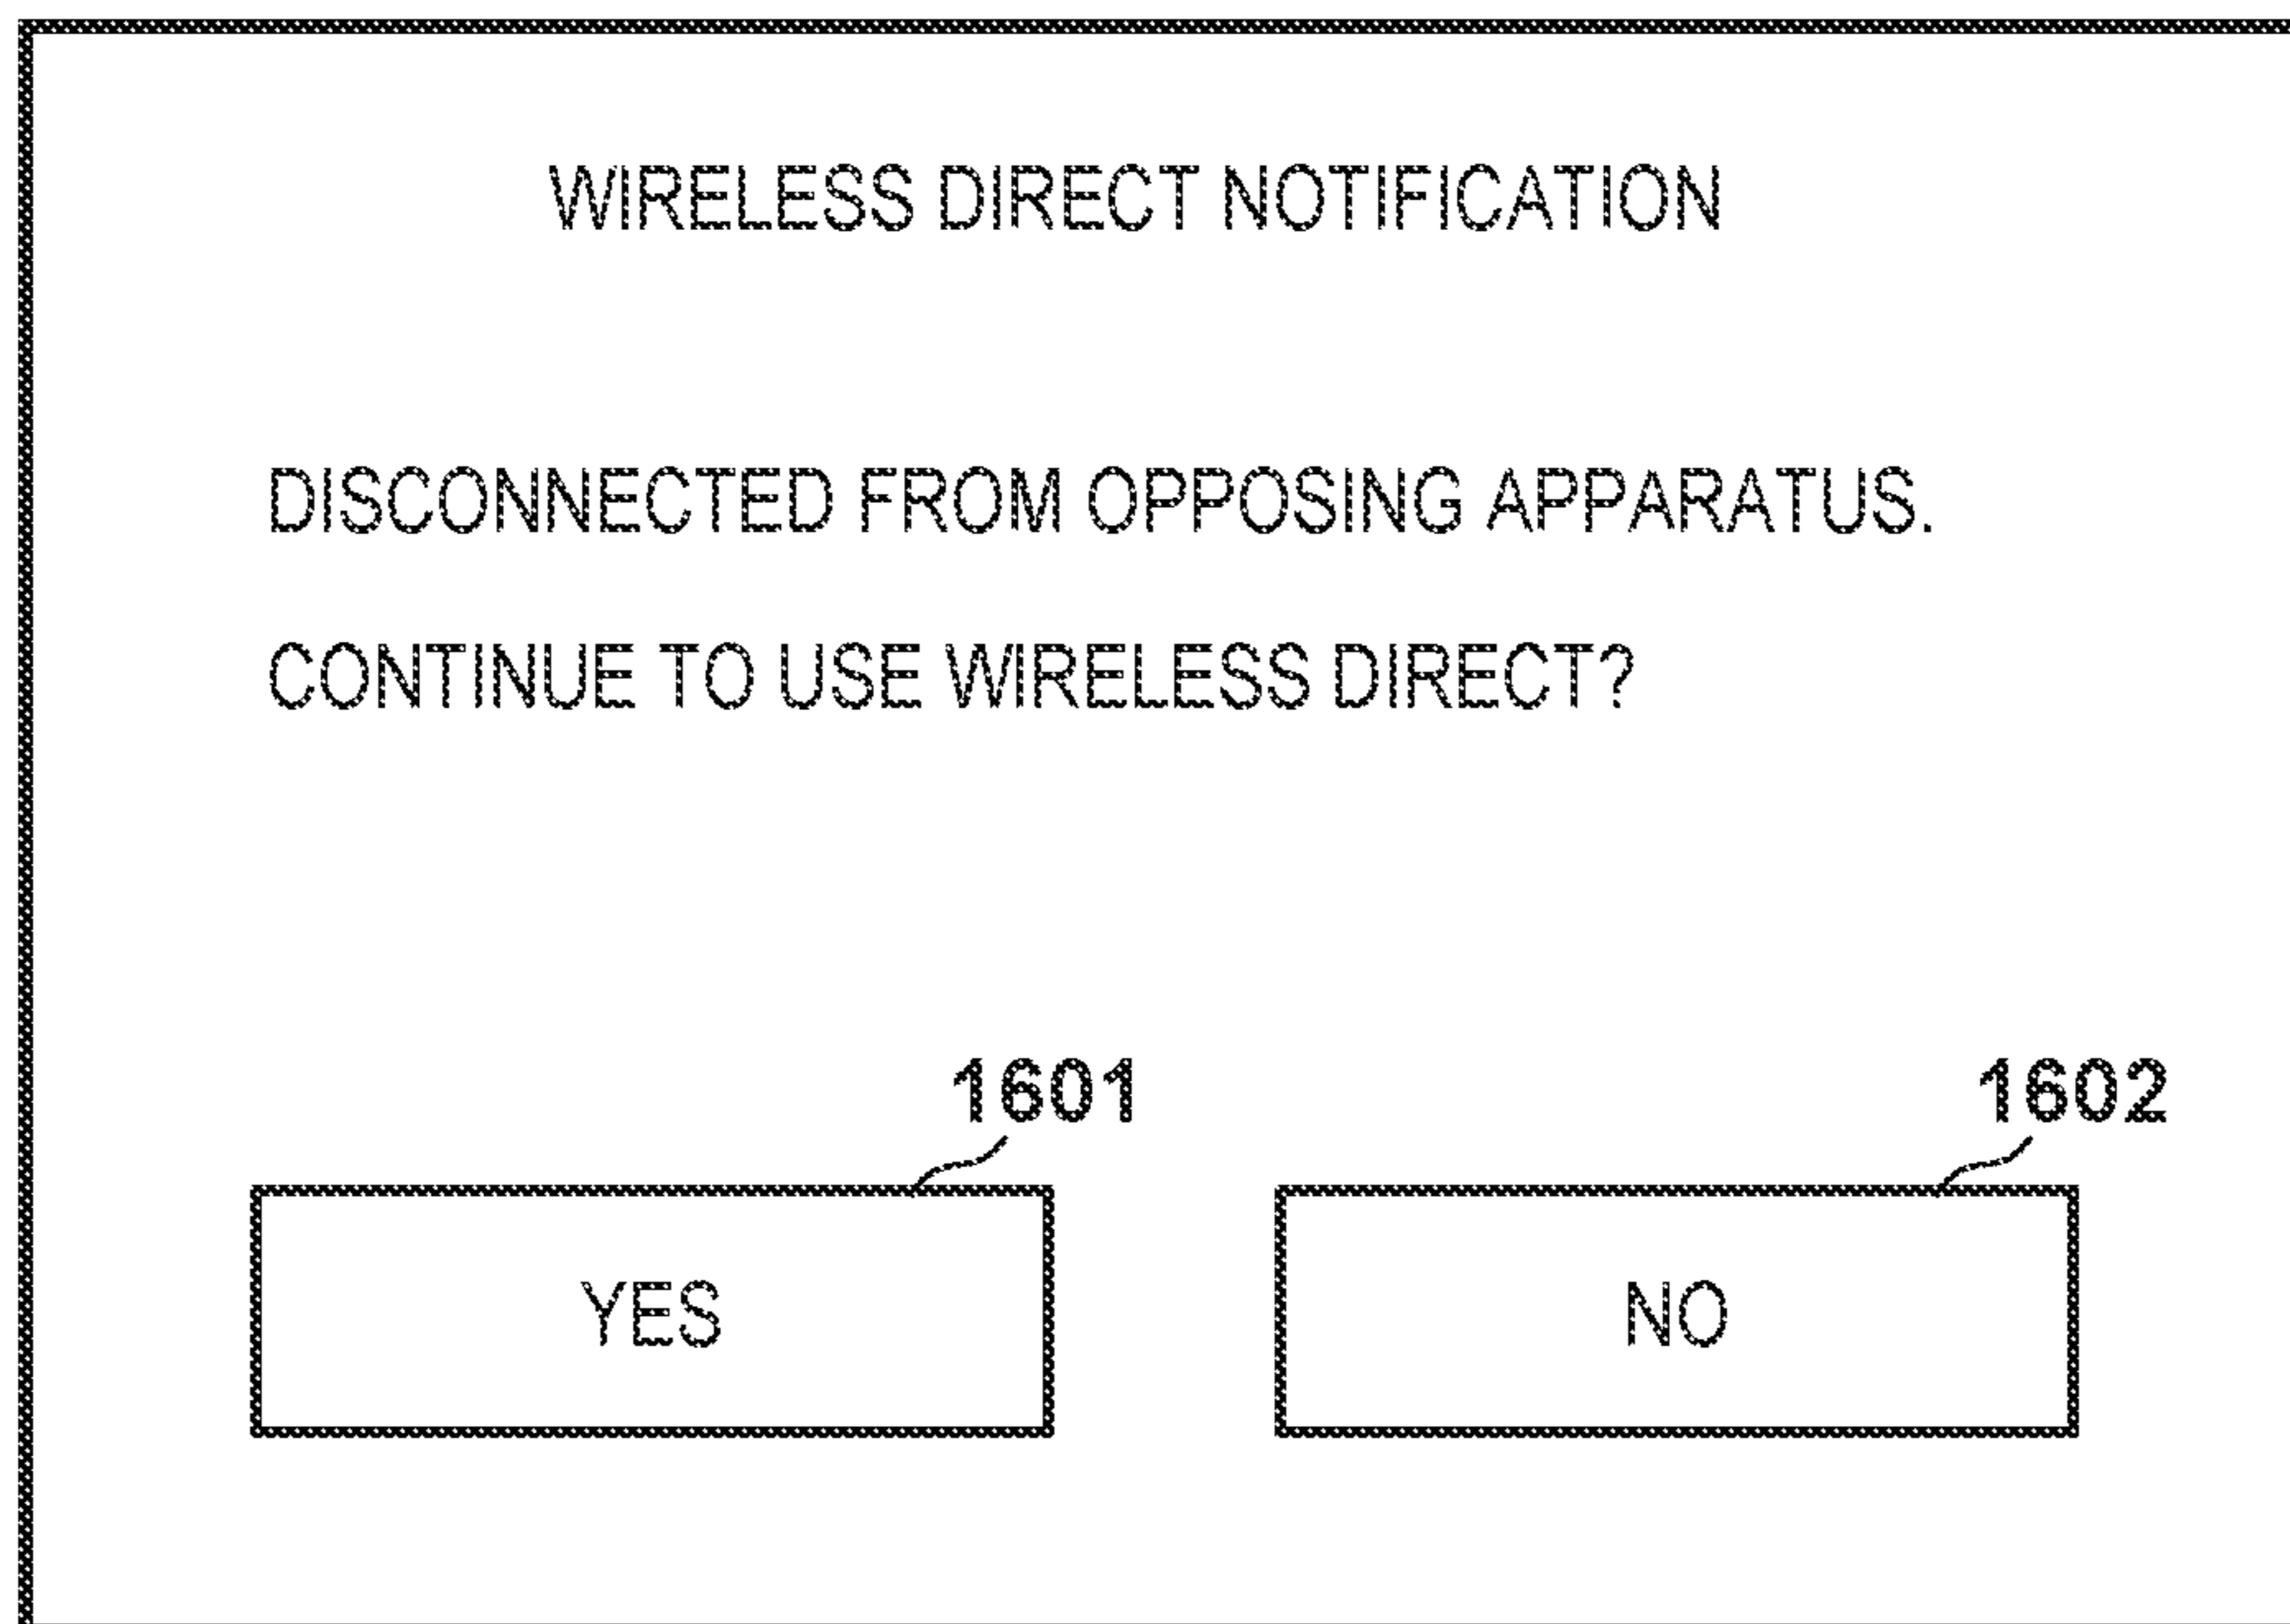 WIRELESS DIRECT NOTIFICATION
DISCONNECTED FROM OPPOSING APPARATUS.
CONTINUE TO USE WIRELESS DIRECT?
1601
1602
YES
NO